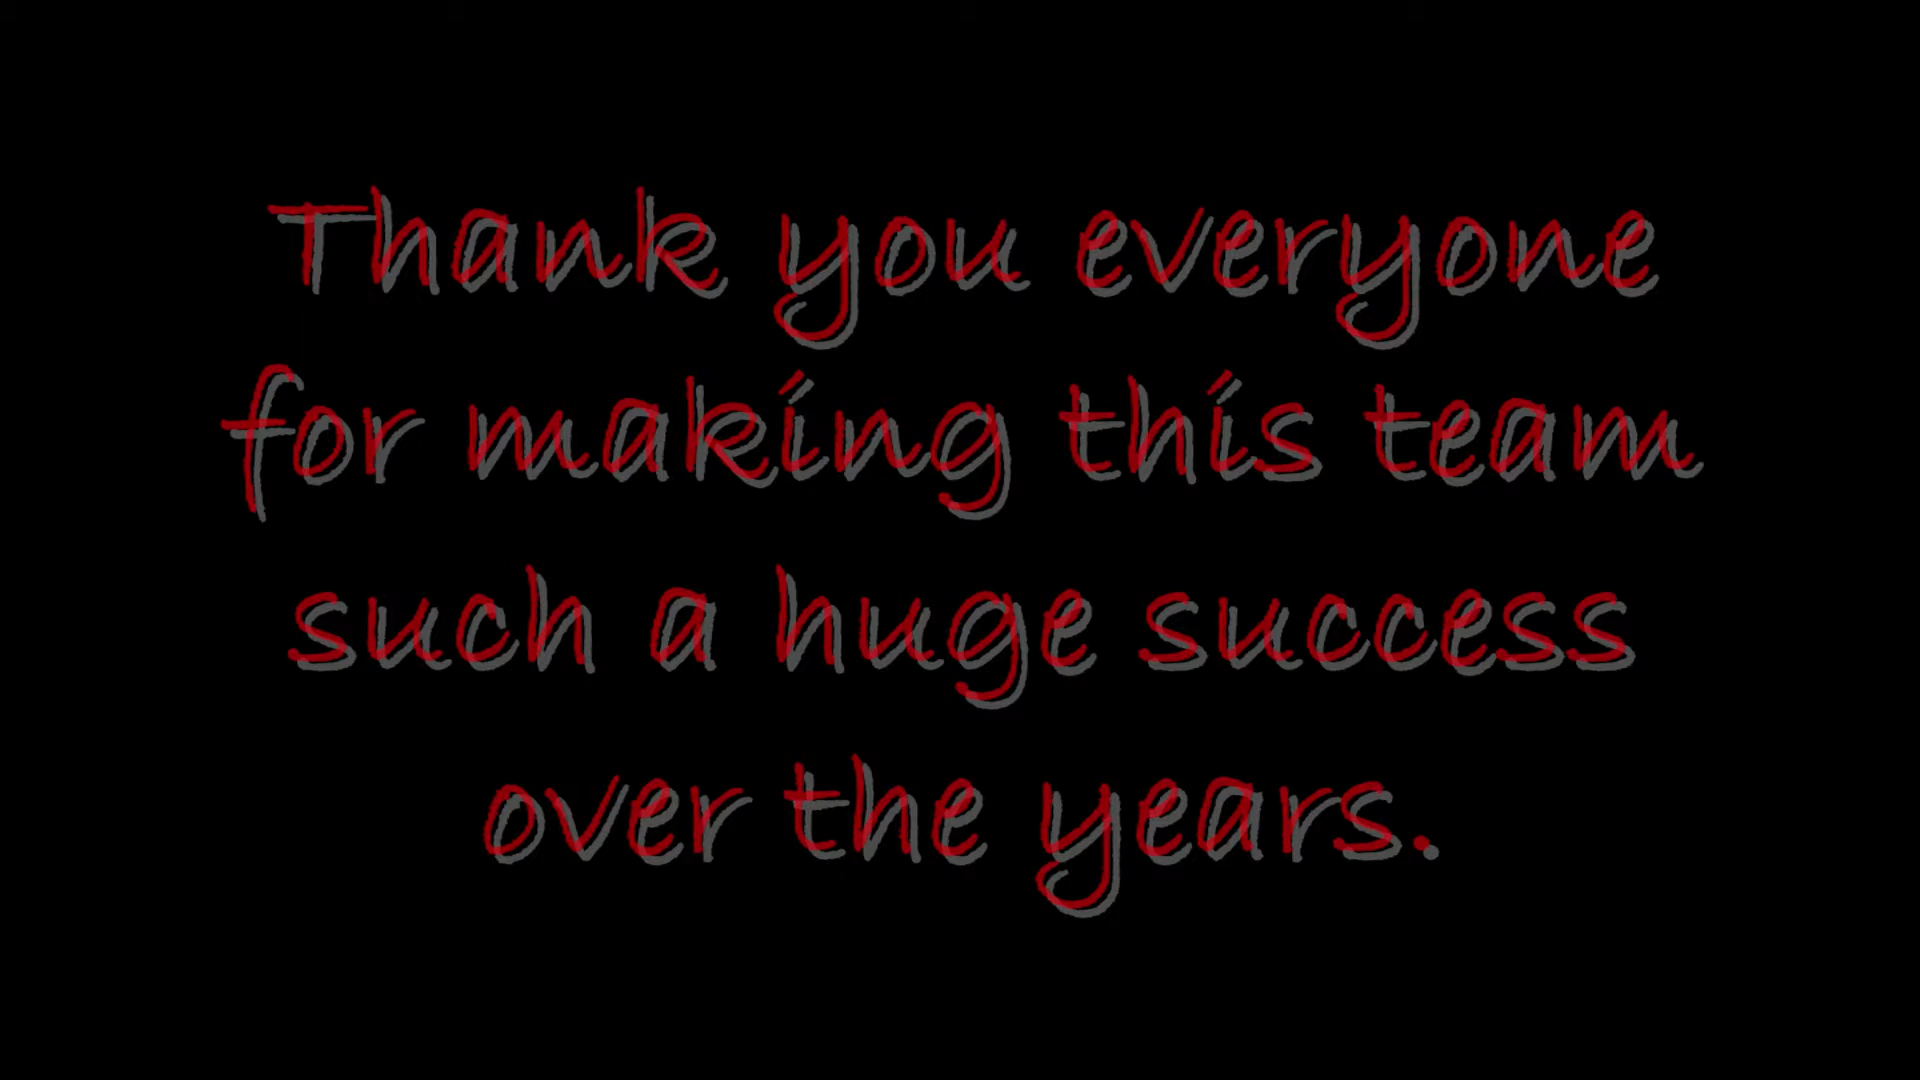 Thank you everyone
for making this team
such a huge success
over the years.